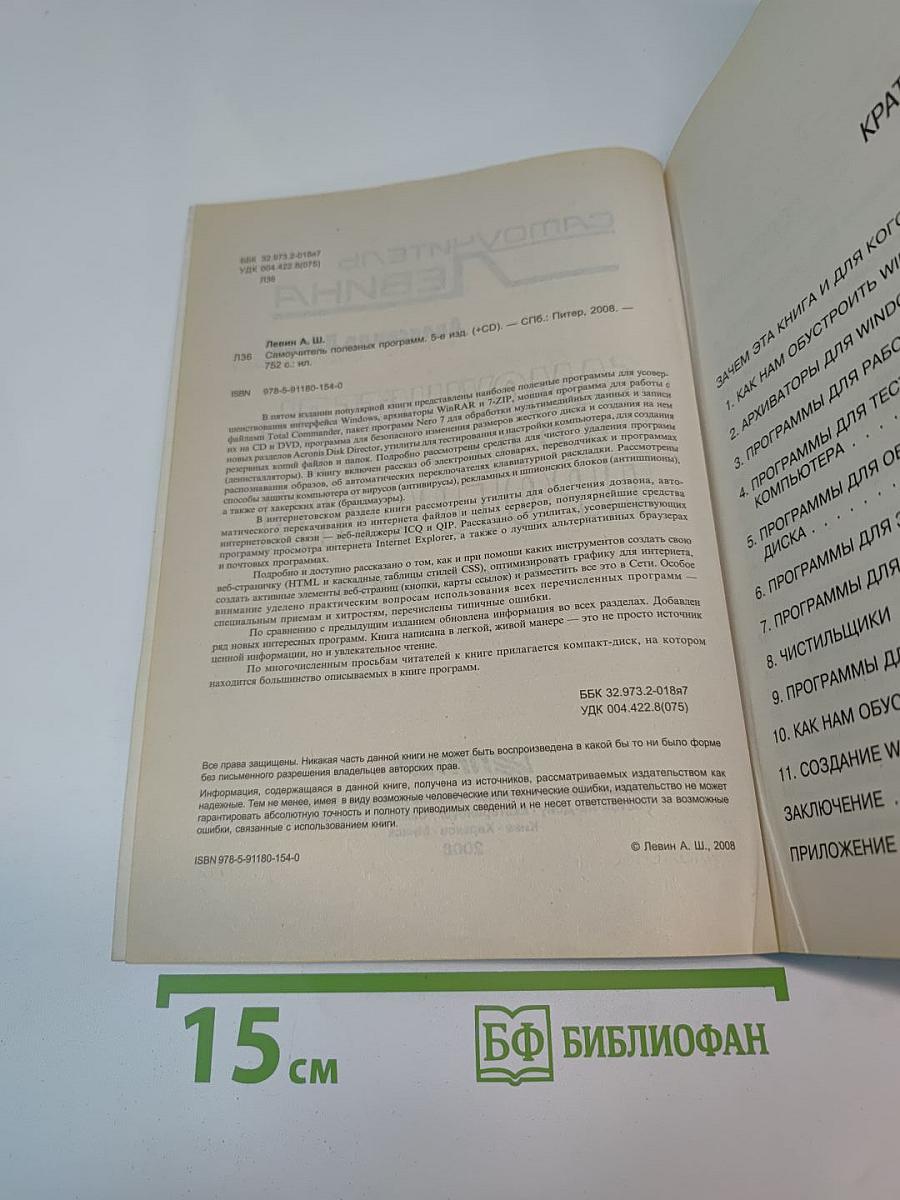 ББК 32.973.2-018я7
УДК 004.422.8(075)
Л36
Левин А. Ш.
Л36 Самоучитель полезных программ. 5-е изд. (+CD). — СПб.: Питер, 2008. —
752 с.: ил.
ISBN 978-5-91180-154-0
В пятом издании популярной книги представлены наиболее полезные программы для усовер-
шенствования интерфейса Windows, архиваторы WinRAR и 7-ZIP, мощная программа для работы с
файлами Total Commander, пакет программ Nero 7 для обработки мультимедийных данных и записи
их на CD и DVD, программа для безопасного изменения размеров жесткого диска и создания на нем
новых разделов Acronis Disk Director, утилиты для тестирования и настройки компьютера, для создания
резервных копий файлов и папок. Подробно рассмотрены средства для чистого удаления программ
(деинсталляторы). В книгу включен рассказ об электронных словарях, переводчиках и программах
распознавания образов, об автоматических переключателях клавиатурной раскладки. Рассмотрены
способы защиты компьютера от вирусов (антивирусы), рекламных и шпионских блоков (антишпионы),
а также от хакерских атак (брандмауэры).
В интернетовском разделе книги рассмотрены утилиты для облегчения дозвона, авто-
матического перекачивания из интернета файлов и целых серверов, популярнейшие средства
интернетовской связи — веб-пейджеры ICQ и QIP. Рассказано об утилитах, усовершенствующих
программу просмотра интернета Internet Explorer, а также о лучших альтернативных браузерах
и почтовых программах.
Подробно и доступно рассказано о том, как и при помощи каких инструментов создать свою
веб-страничку (HTML и каскадные таблицы стилей CSS), оптимизировать графику для интернета,
создать активные элементы веб-страниц (кнопки, карты ссылок) и разместить все это в Сети. Особое
внимание уделено практическим вопросам использования всех перечисленных программ —
специальным приемам и хитростям, перечислены типичные ошибки.
По сравнению с предыдущим изданием обновлена информация во всех разделах. Добавлен
ряд новых интересных программ. Книга написана в легкой, живой манере — это не просто источник
ценной информации, но и увлекательное чтение.
По многочисленным просьбам читателей к книге прилагается компакт-диск, на котором
находится большинство описываемых в книге программ.
ББК 32.973.2-018я7
УДК 004.422.8(075)
Все права защищены. Никакая часть данной книги не может быть воспроизведена в какой бы то ни было форме
без письменного разрешения владельцев авторских прав.
Информация, содержащаяся в данной книге, получена из источников, рассматриваемых издательством как
надежные. Тем не менее, имея в виду возможные человеческие или технические ошибки, издательство не может
гарантировать абсолютную точность и полноту приводимых сведений и не несет ответственности за возможные
ошибки, связанные с использованием книги.
ISBN 978-5-91180-154-0
© Левин А. Ш., 2008
КРАТ
ЗАЧЕМ ЭТА КНИГА И ДЛЯ КОГО
1. КАК НАМ ОБУСТРОИТЬ WI
2. АРХИВАТОРЫ ДЛЯ WINDO
3. ПРОГРАММЫ ДЛЯ РАБО
4. ПРОГРАММЫ ДЛЯ ТЕСТ
КОМПЬЮТЕРА . . . .
5. ПРОГРАММЫ ДЛЯ ОБ
ДИСКА . . . . .
6. ПРОГРАММЫ ДЛЯ З
7. ПРОГРАММЫ ДЛЯ
8. ЧИСТИЛЬЩИКИ
9. ПРОГРАММЫ ДЛ
10. КАК НАМ ОБУС
11. СОЗДАНИЕ W
ЗАКЛЮЧЕНИЕ .
ПРИЛОЖЕНИЕ
15 см
БФ БИБЛИОФАН